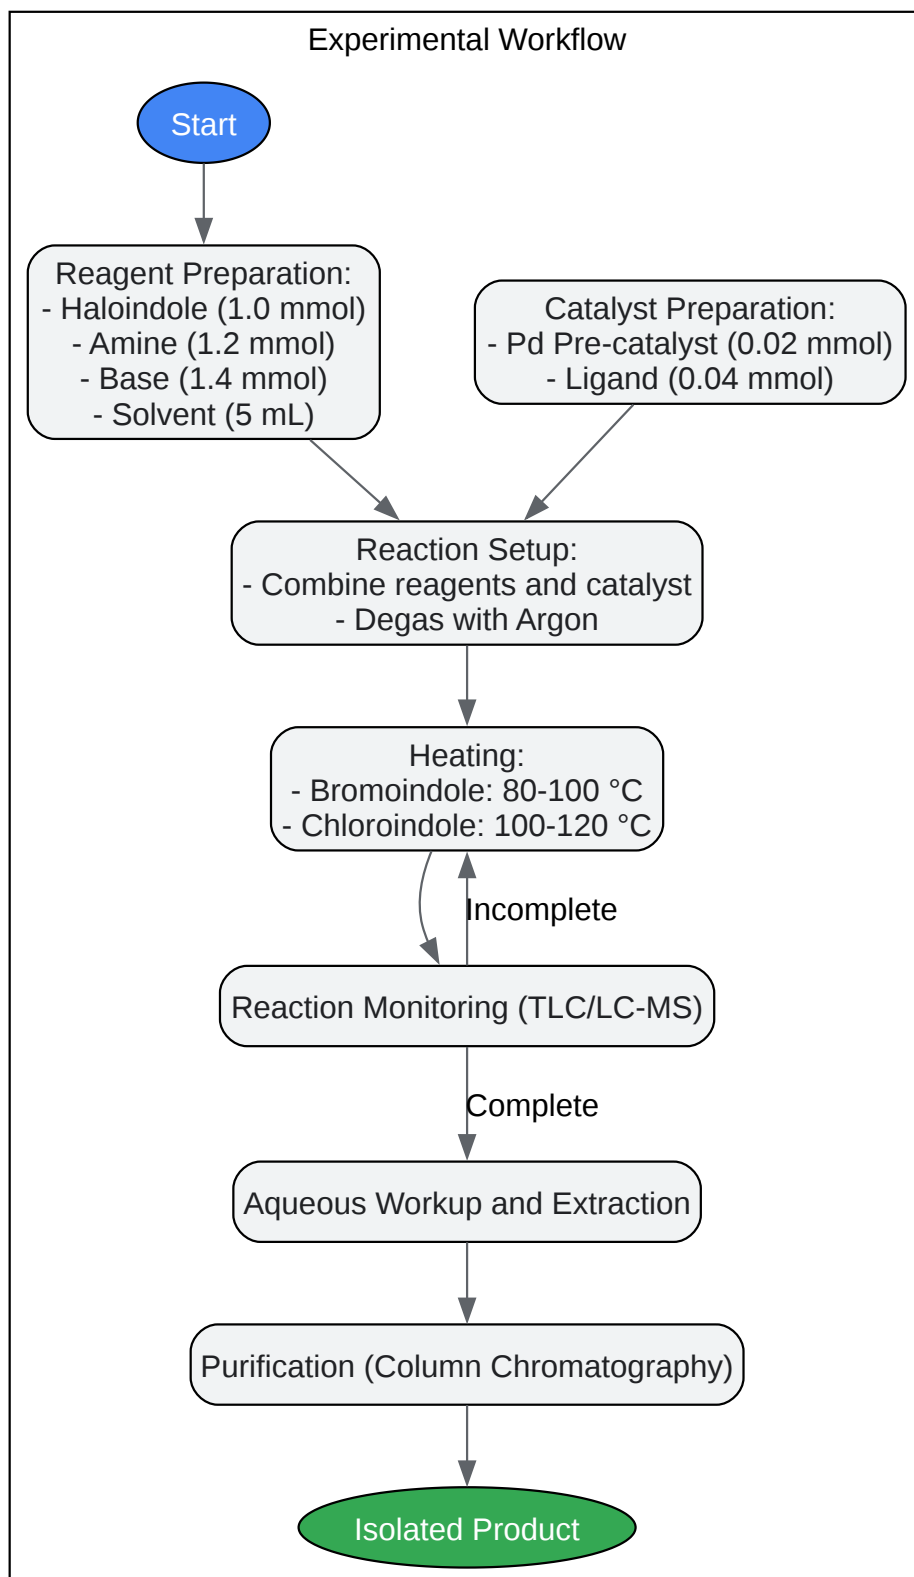 Experimental Workflow
Start
Reagent Preparation:
- Haloindole (1.0 mmol)
- Amine (1.2 mmol)
- Base (1.4 mmol)
- Solvent (5 mL)
Catalyst Preparation:
- Pd Pre-catalyst (0.02 mmol)
- Ligand (0.04 mmol)
Reaction Setup:
- Combine reagents and catalyst
- Degas with Argon
Heating:
- Bromoindole: 80-100 °C
- Chloroindole: 100-120 °C
Incomplete
Reaction Monitoring (TLC/LC-MS)
Complete
Aqueous Workup and Extraction
Purification (Column Chromatography)
Isolated Product